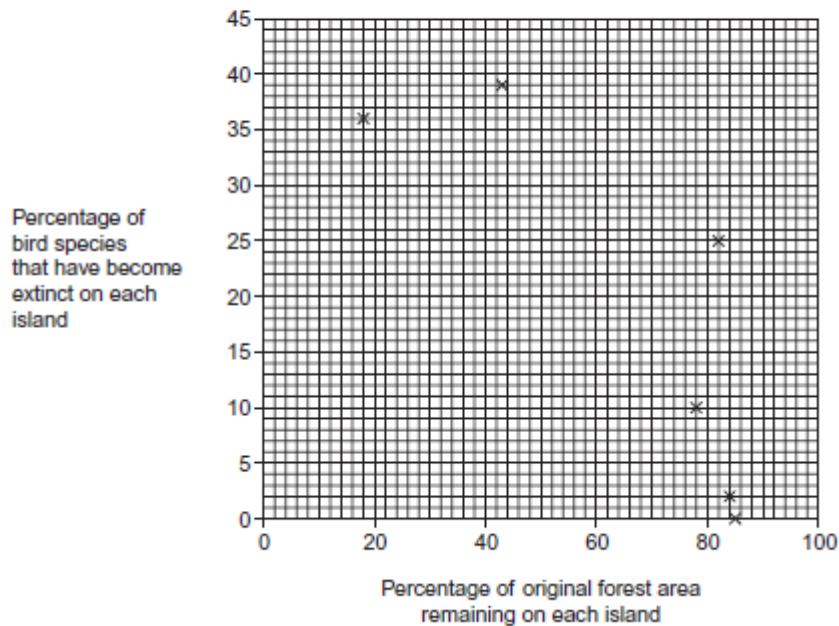 45
40
35
30
25
20
15
10
5
0
Percentage of
bird species
that have become
extinct on each
island
0 20 40 60 80 100
Percentage of original forest area
remaining on each island